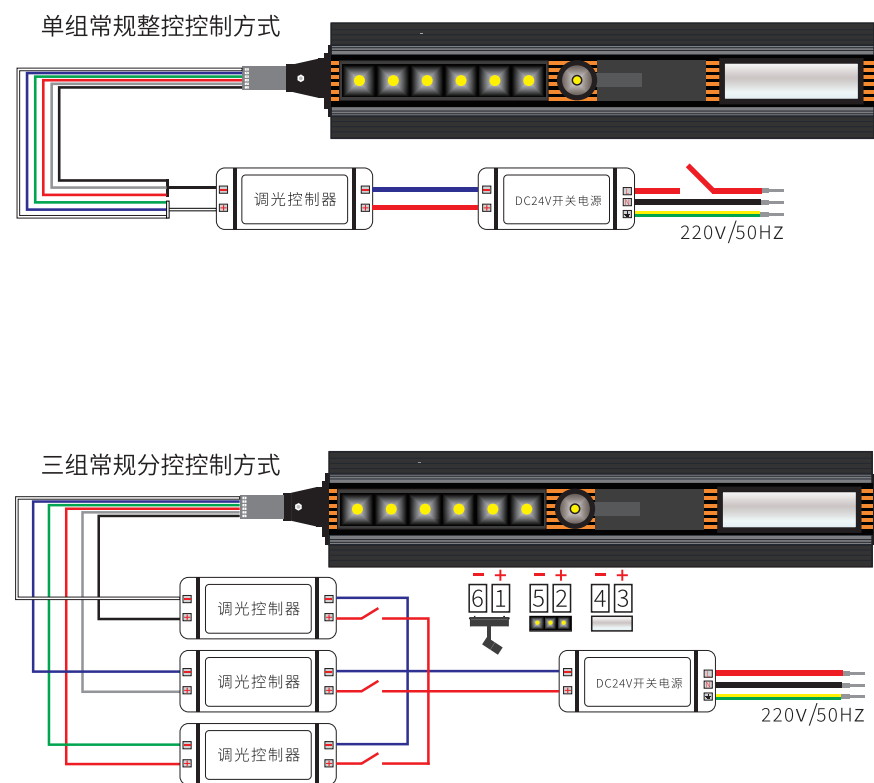 单组常规整控控制方式
调光控制器
DC24V开关电源
L
N
220V/50HZ
三组常规分控控制方式
- + - + - +
6 1 5 2 4 3
调光控制器
调光控制器
DC24V开关电源
L
N
220V/50HZ
调光控制器